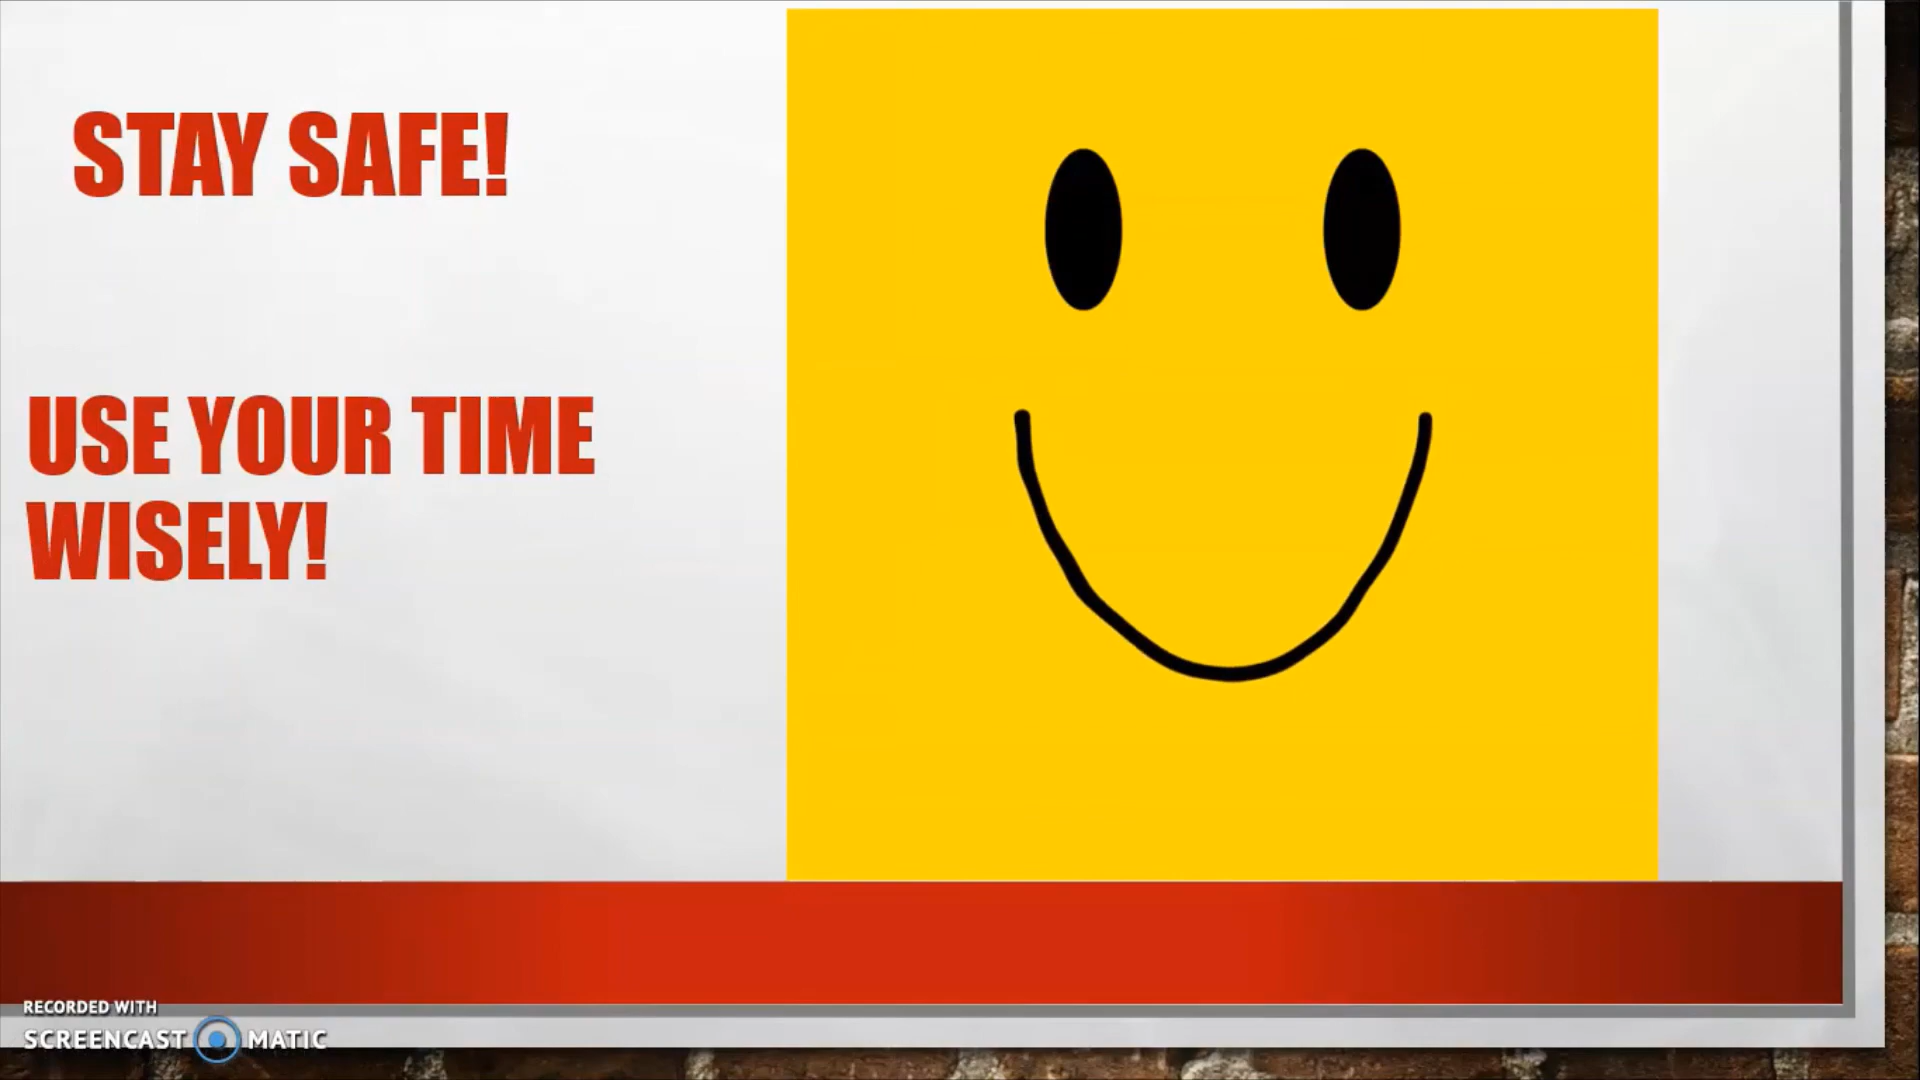 STAY SAFE!
USE YOUR TIME
WISELY!
RECORDED WITH
SCREENCAST MATIC